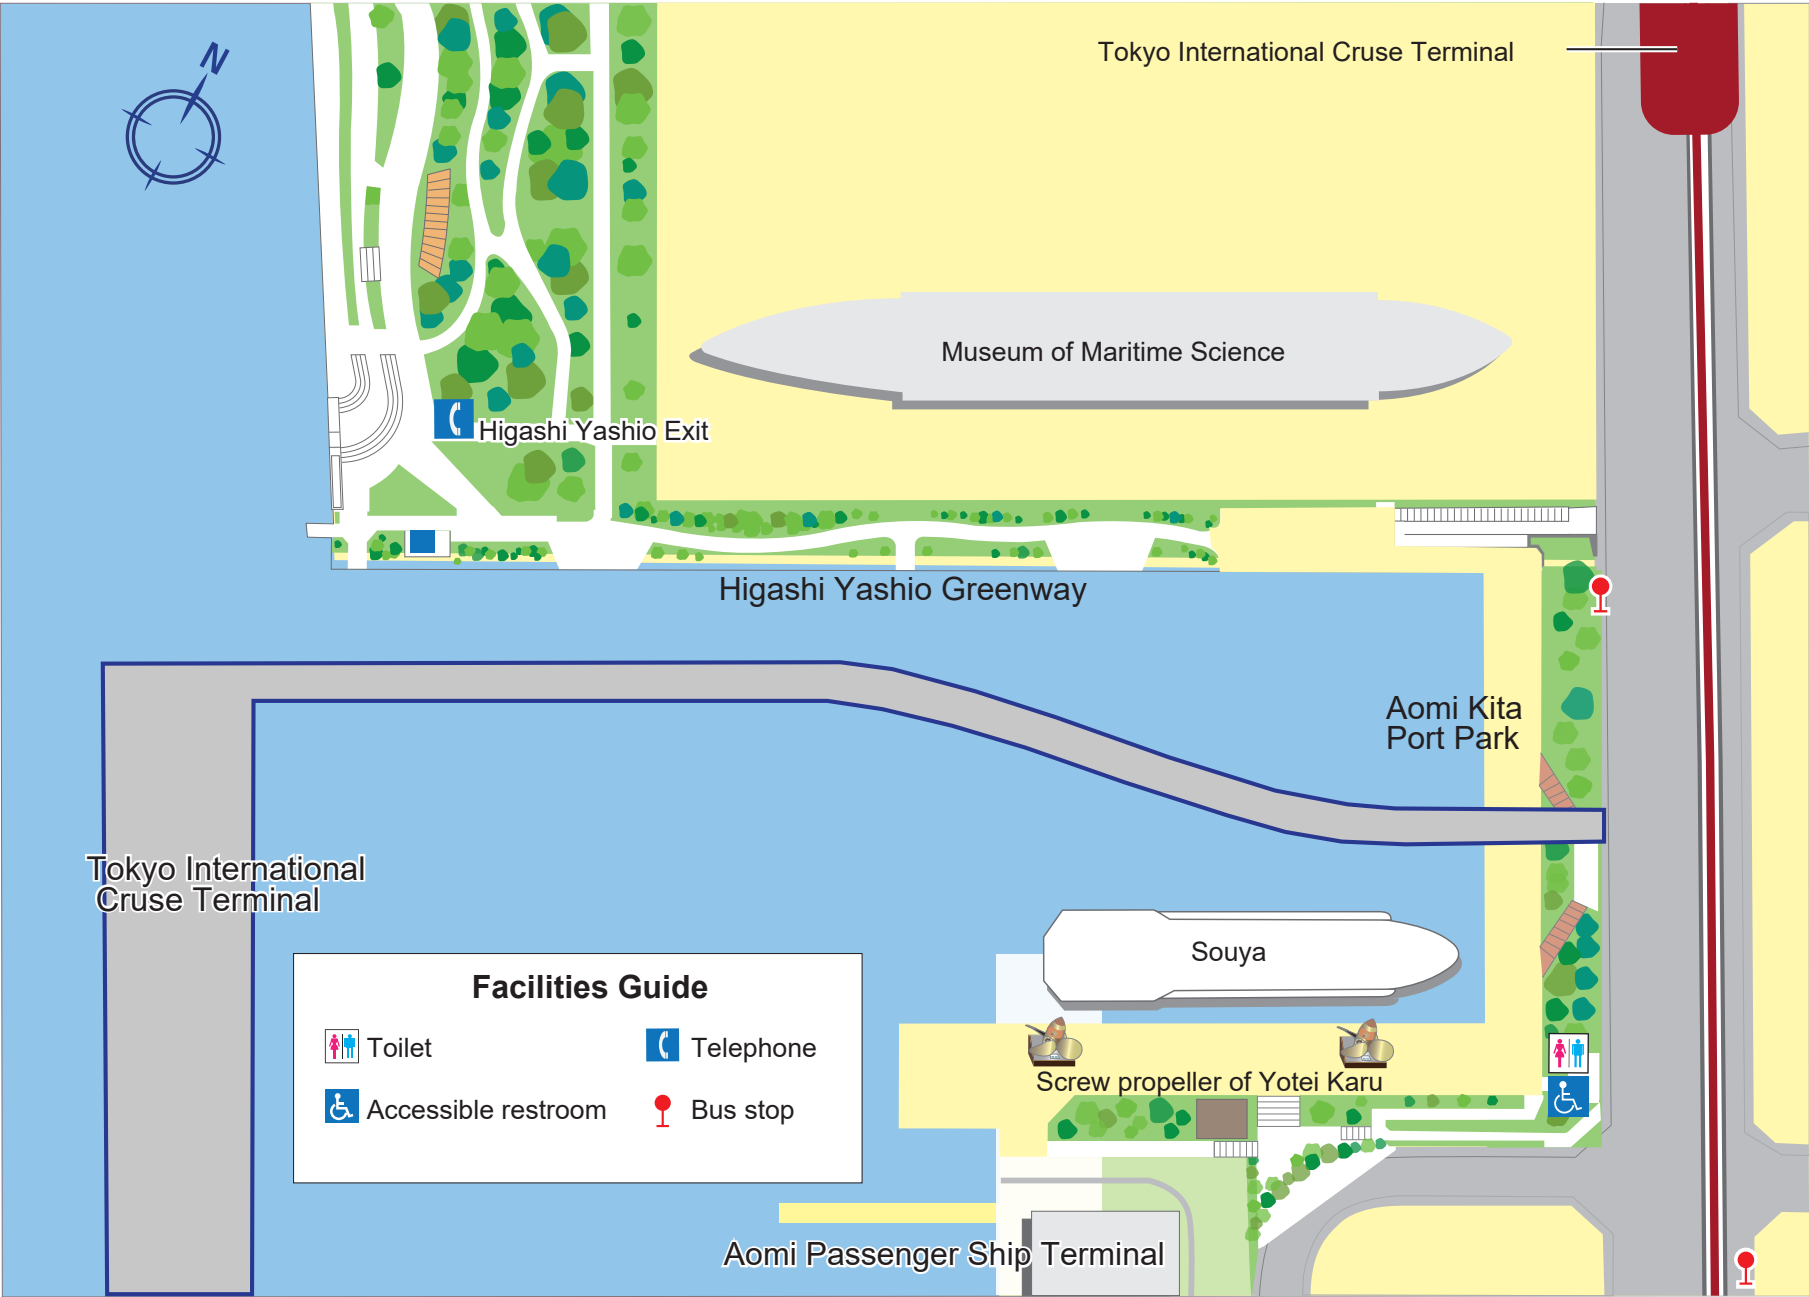 N
Tokyo International Cruse Terminal
Museum of Maritime Science
Higashi Yashio Exit
Higashi Yashio Greenway
Aomi Kita
Port Park
Tokyo International
Cruse Terminal
Souya
Facilities Guide
Toilet
Telephone
Accessible restroom
Bus stop
Screw propeller of Yotei Karu
Aomi Passenger Ship Terminal